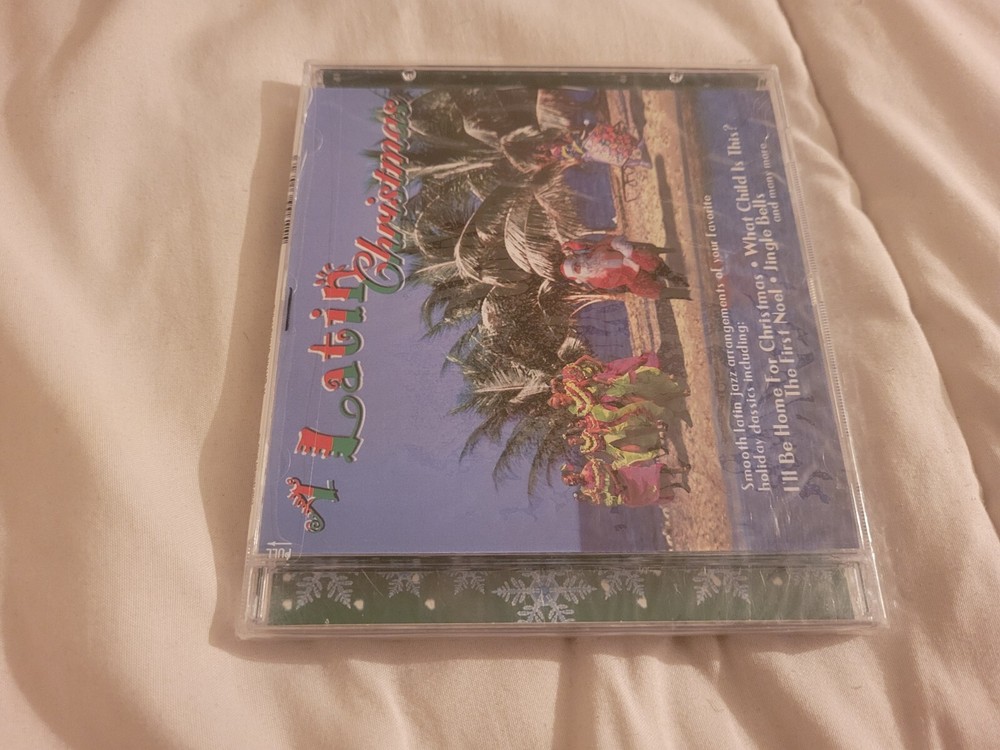 A Latin
Christmas
Smooth latin jazz arrangements of your favorite
holiday classics including:
I'll Be Home For Christmas • What Child Is This?
The First Noel • Jingle Bells
and many more...
PULL